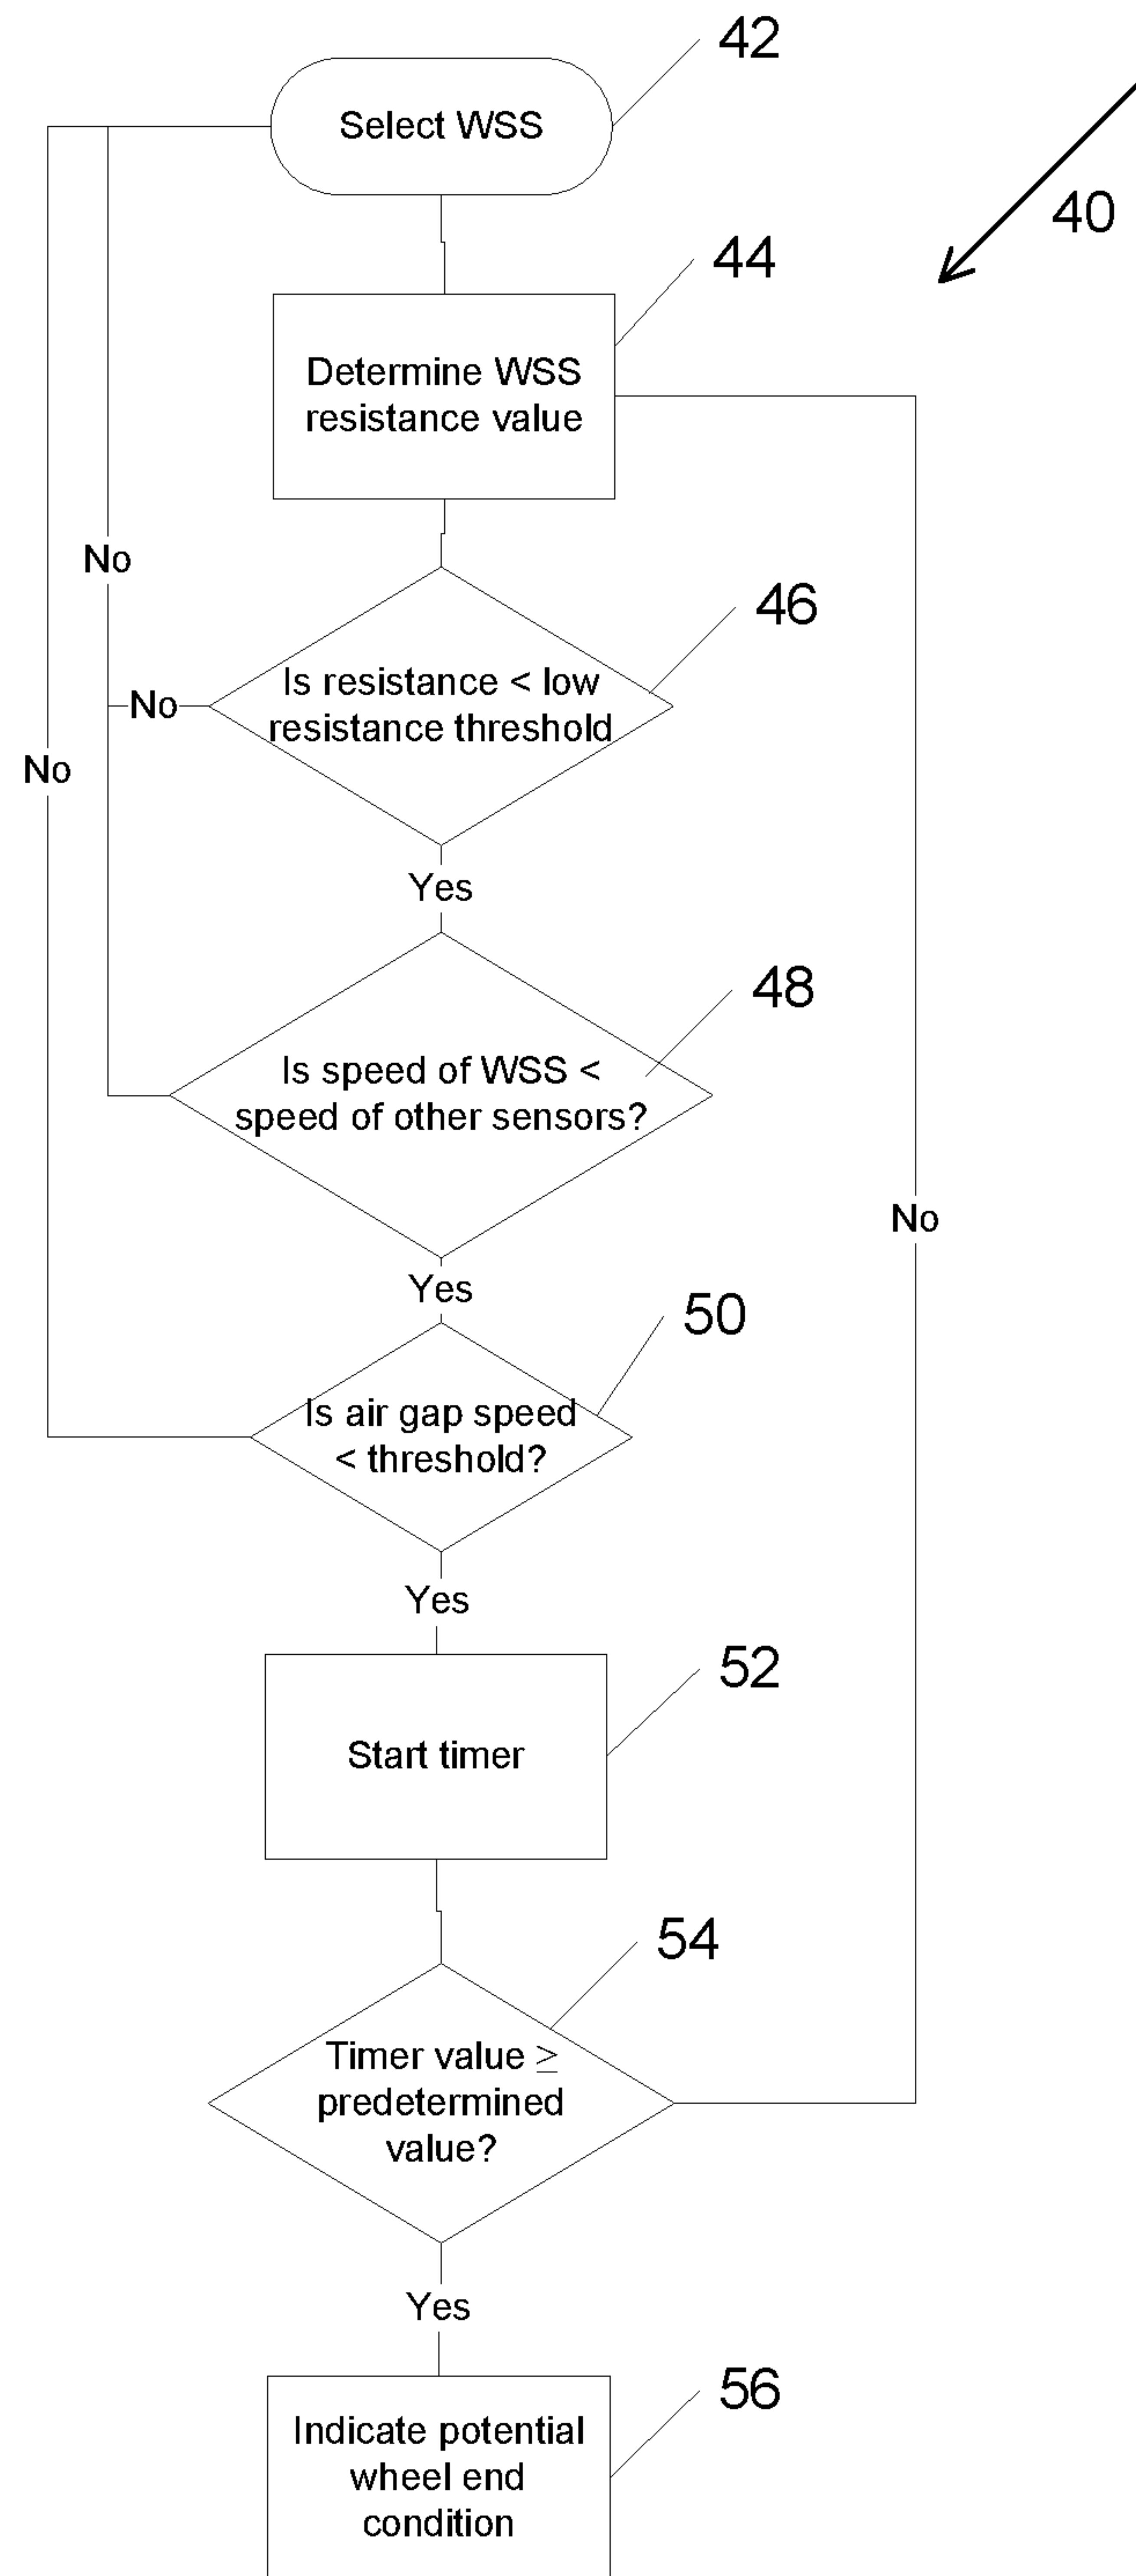 42
Select WSS
40
44
Determine WSS
resistance value
No
46
Is resistance < low
resistance threshold
No
No
Yes
48
Is speed of WSS <
speed of other sensors?
No
Yes
50
Is air gap speed
< threshold?
Yes
52
Start timer
54
Timer value ≥
predetermined
value?
Yes
56
Indicate potential
wheel end
condition